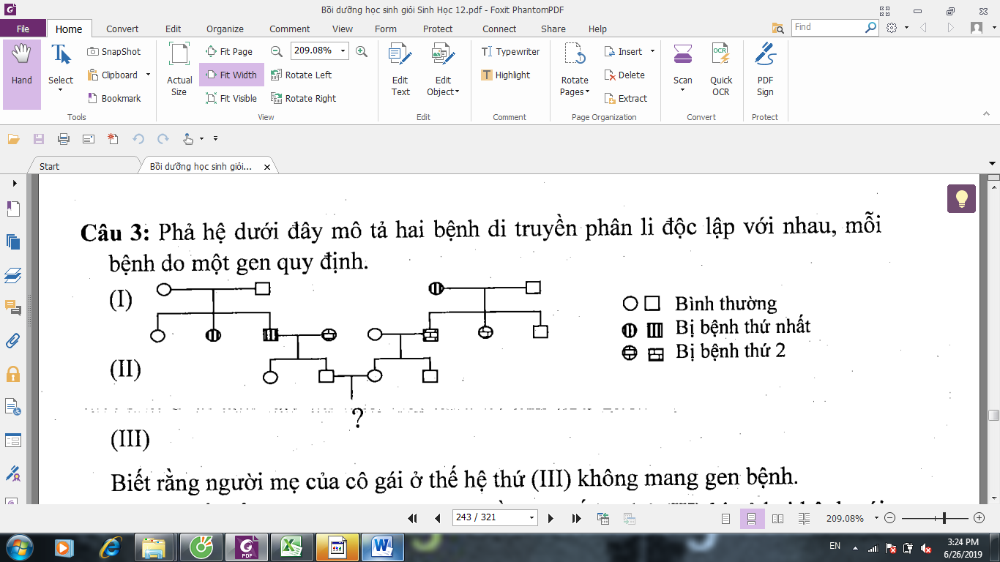 Bồi dưỡng học sinh giỏi Sinh Học 12.pdf - Foxit PhantomPDF
File Home Convert Edit Organize Comment View Form Protect Connect Share Help Find
Hand
Select
SnapShot
Clipboard
Bookmark
Tools
Actual Size
Fit Page
Fit Width
Fit Visible
209.08%
Rotate Left
Rotate Right
View
Edit Text
Edit Object
Edit
Typewriter
Highlight
Comment
Rotate Pages
Insert
Delete
Extract
Page Organization
Scan
Quick OCR
Convert
PDF Sign
Protect
Start
Bồi dưỡng học sinh giỏi...
Câu 3: Phả hệ dưới đây mô tả hai bệnh di truyền phân li độc lập với nhau, mỗi
bệnh do một gen quy định.
(I)
Bình thường
Bị bệnh thứ nhất
Bị bệnh thứ 2
(II)
?
(III)
Biết rằng người mẹ của cô gái ở thế hệ thứ (III) không mang gen bệnh.
243 / 321
209.08%
PDF
EN
3:24 PM
6/26/2019